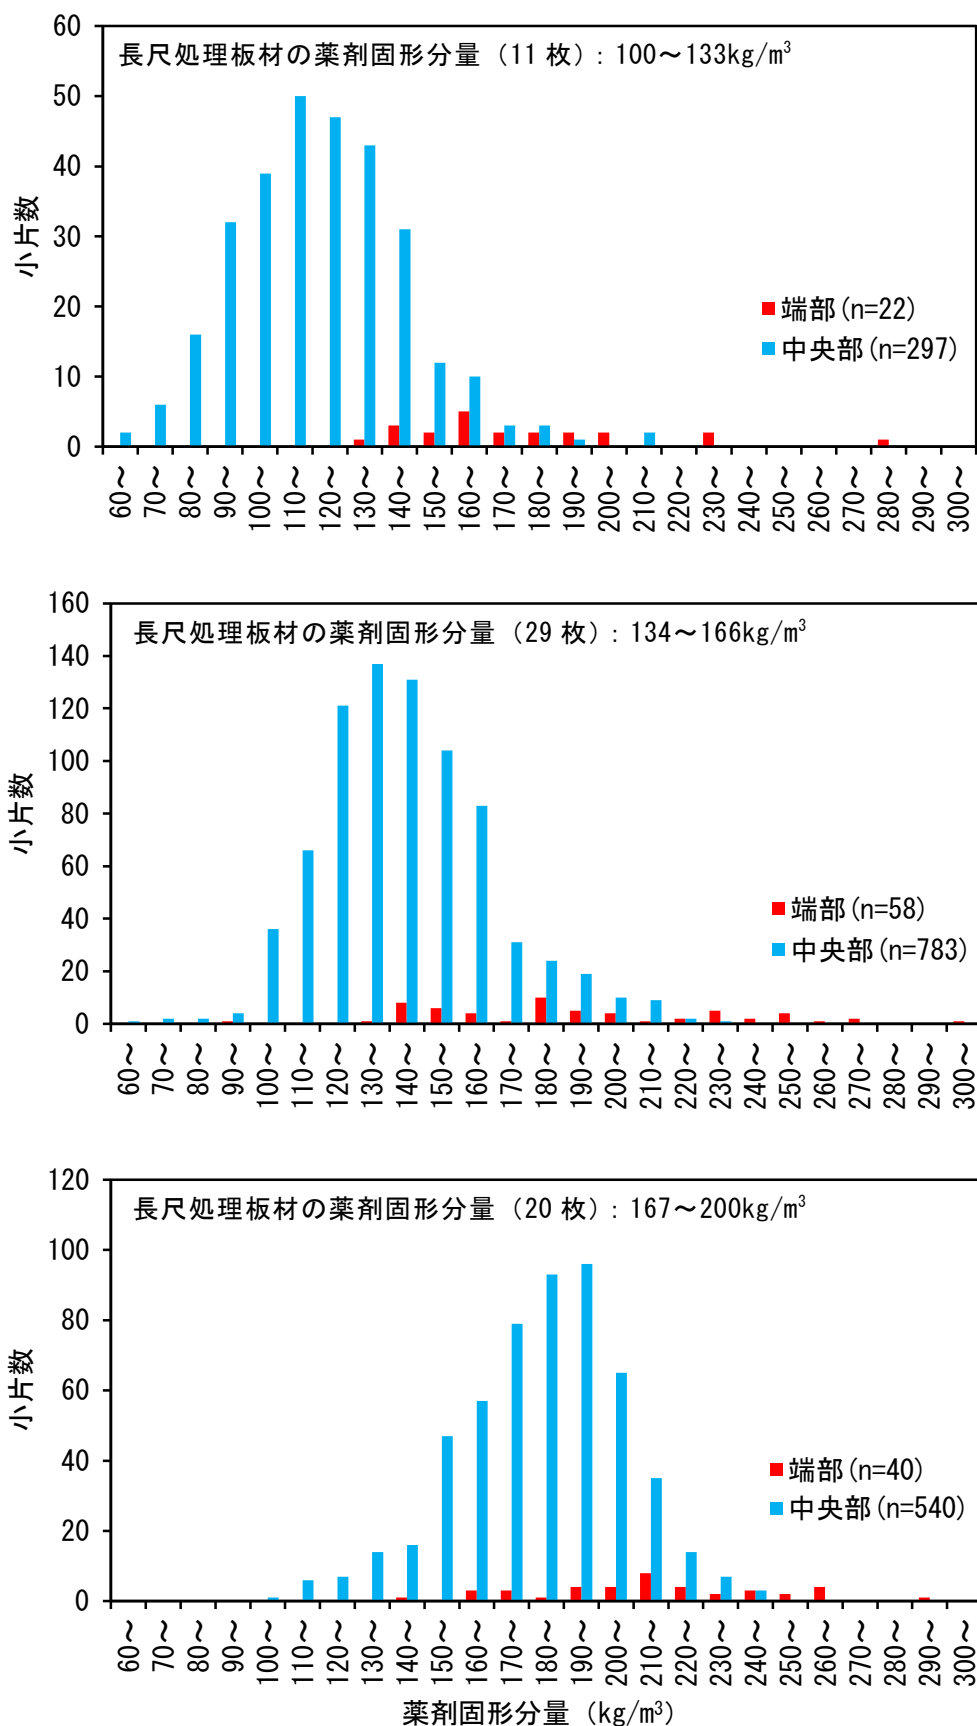 60
長尺処理板材の薬剤固形分量（11 枚）: 100～133kg/m³
50
40
30
20
10
0
小片数
端部(n=22)
中央部(n=297)
60～ 70～ 80～ 90～ 100～ 110～ 120～ 130～ 140～ 150～ 160～ 170～ 180～ 190～ 200～ 210～ 220～ 230～ 240～ 250～ 260～ 270～ 280～ 290～ 300～
160
長尺処理板材の薬剤固形分量（29 枚）: 134～166kg/m³
140
120
100
80
60
40
20
0
小片数
端部(n=58)
中央部(n=783)
60～ 70～ 80～ 90～ 100～ 110～ 120～ 130～ 140～ 150～ 160～ 170～ 180～ 190～ 200～ 210～ 220～ 230～ 240～ 250～ 260～ 270～ 280～ 290～ 300～
120
長尺処理板材の薬剤固形分量（20 枚）: 167～200kg/m³
100
80
60
40
20
0
小片数
端部(n=40)
中央部(n=540)
60～ 70～ 80～ 90～ 100～ 110～ 120～ 130～ 140～ 150～ 160～ 170～ 180～ 190～ 200～ 210～ 220～ 230～ 240～ 250～ 260～ 270～ 280～ 290～ 300～
薬剤固形分量（kg/m³）